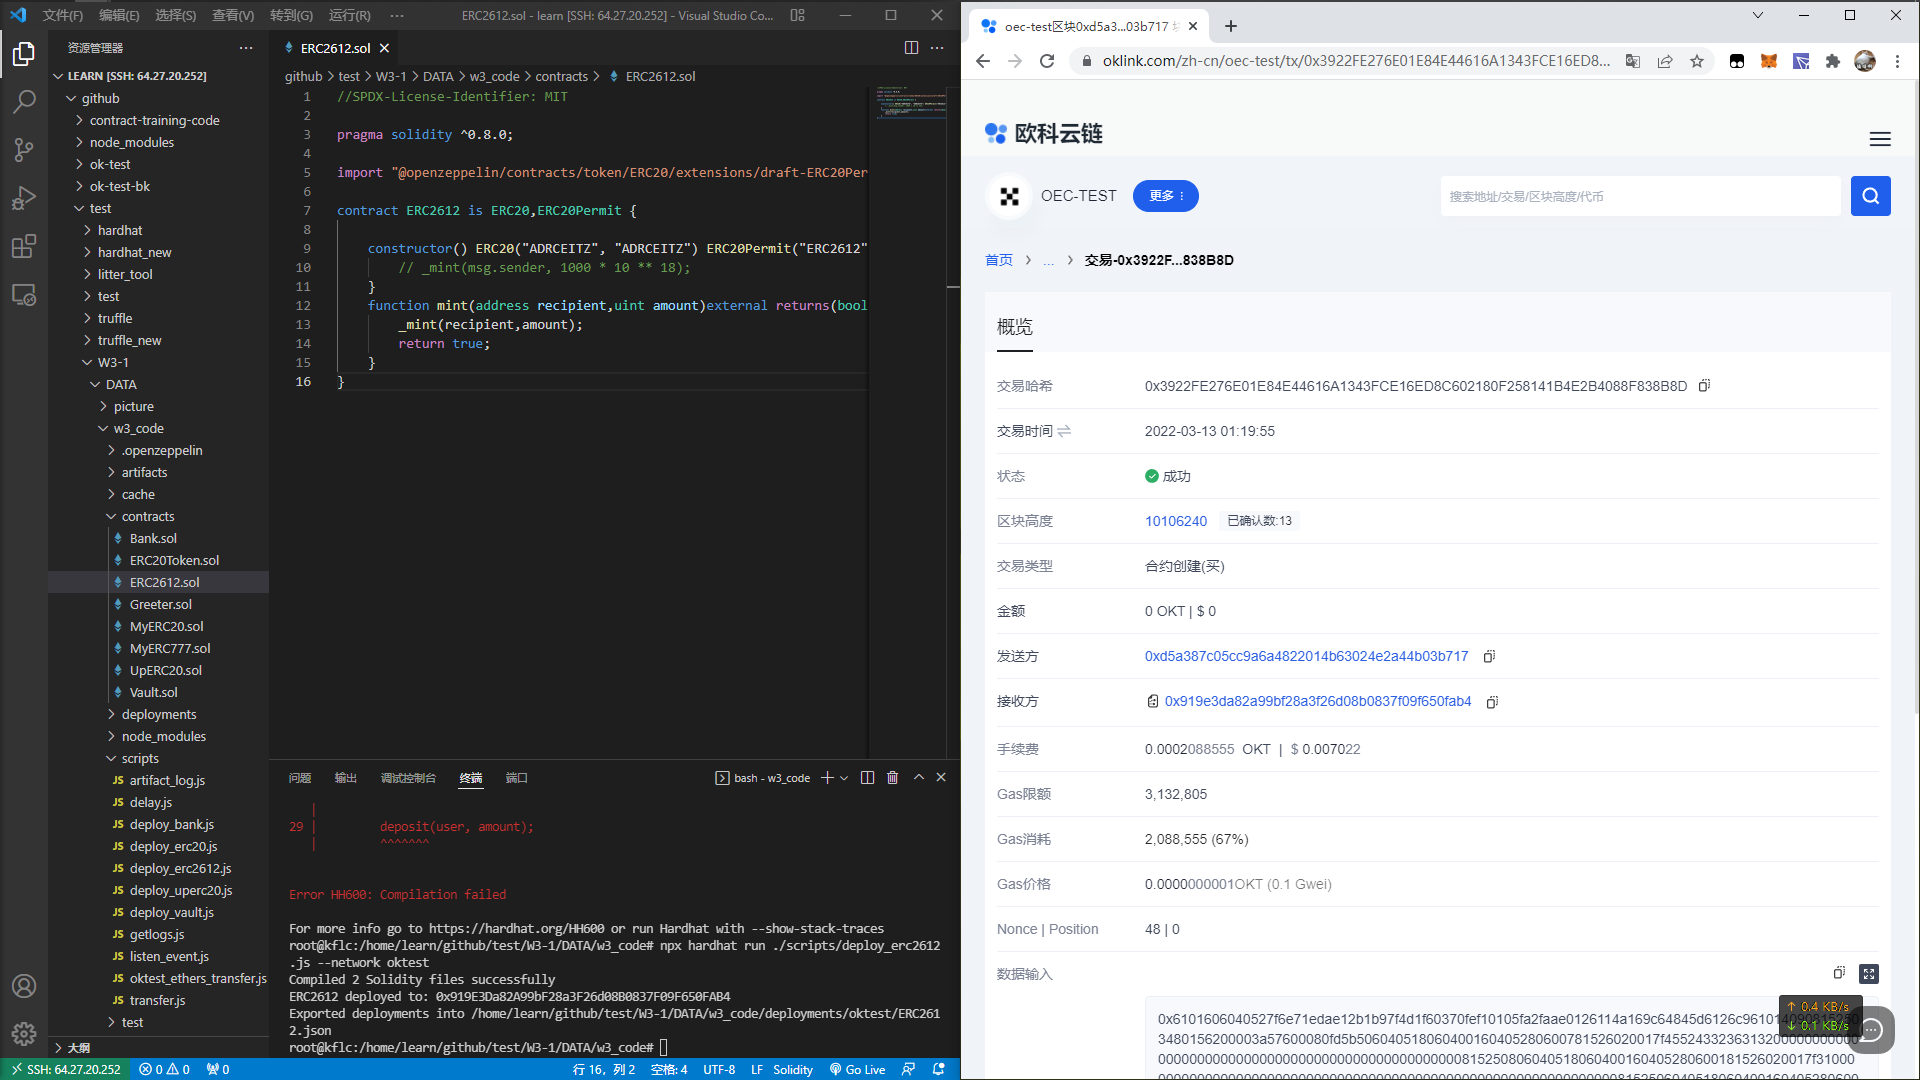 文件(F) 编辑(E) 选择(S) 查看(V) 转到(G) 运行(R) ··· ERC2612.sol - learn [SSH: 64.27.20.252] - Visual Studio Co...
资源管理器
LEARN [SSH: 64.27.20.252]
github
contract-training-code
node_modules
ok-test
ok-test-bk
test
hardhat
hardhat_new
litter_tool
test
truffle
truffle_new
W3-1
DATA
picture
w3_code
.openzeppelin
artifacts
cache
contracts
Bank.sol
ERC20Token.sol
ERC2612.sol
Greeter.sol
MyERC20.sol
MyERC777.sol
UpERC20.sol
Vault.sol
deployments
node_modules
scripts
JS artifact_log.js
JS delay.js
JS deploy_bank.js
JS deploy_erc20.js
JS deploy_erc2612.js
JS deploy_uperc20.js
JS deploy_vault.js
JS getlogs.js
JS listen_event.js
JS oktest_ethers_transfer.js
JS transfer.js
test
大纲
ERC2612.sol
github > test > W3-1 > DATA > w3_code > contracts > ERC2612.sol
1 //SPDX-License-Identifier: MIT
2
3 pragma solidity ^0.8.0;
4
5 import "@openzeppelin/contracts/token/ERC20/extensions/draft-ERC20Per
6
7 contract ERC2612 is ERC20,ERC20Permit {
8
9 constructor() ERC20("ADRCEITZ", "ADRCEITZ") ERC20Permit("ERC2612"
10 // _mint(msg.sender, 1000 * 10 ** 18);
11 }
12 function mint(address recipient,uint amount)external returns(bool
13 _mint(recipient,amount);
14 return true;
15 }
16 }
问题 输出 调试控制台 终端 端口 bash - w3_code
|
29 | deposit(user, amount);
| ^^^^^^^
Error HH600: Compilation failed
For more info go to https://hardhat.org/HH600 or run Hardhat with --show-stack-traces
root@kflc:/home/learn/github/test/W3-1/DATA/w3_code# npx hardhat run ./scripts/deploy_erc2612
.js --network oktest
Compiled 2 Solidity files successfully
ERC2612 deployed to: 0x919E3Da82A99bF28a3F26d08B0837F09F650FAB4
Exported deployments into /home/learn/github/test/W3-1/DATA/w3_code/deployments/oktest/ERC261
2.json
root@kflc:/home/learn/github/test/W3-1/DATA/w3_code#
SSH: 64.27.20.252 0 0 0 行 16，列 2 空格: 4 UTF-8 LF Solidity Go Live
oec-test区块0xd5a3...03b717
oklink.com/zh-cn/oec-test/tx/0x3922FE276E01E84E44616A1343FCE16ED8...
欧科云链
OEC-TEST 更多 搜索地址/交易/区块高度/代币
首页 > ... > 交易-0x3922F...838B8D
概览
交易哈希 0x3922FE276E01E84E44616A1343FCE16ED8C602180F258141B4E2B4088F838B8D
交易时间 2022-03-13 01:19:55
状态 成功
区块高度 10106240 已确认数:13
交易类型 合约创建(买)
金额 0 OKT | $ 0
发送方 0xd5a387c05cc9a6a4822014b63024e2a44b03b717
接收方 0x919e3da82a99bf28a3f26d08b0837f09f650fab4
手续费 0.0002088555 OKT | $ 0.007022
Gas限额 3,132,805
Gas消耗 2,088,555 (67%)
Gas价格 0.0000000001OKT (0.1 Gwei)
Nonce | Position 48 | 0
数据输入
↑ 0.4 KB/s
↓ 0.1 KB/s